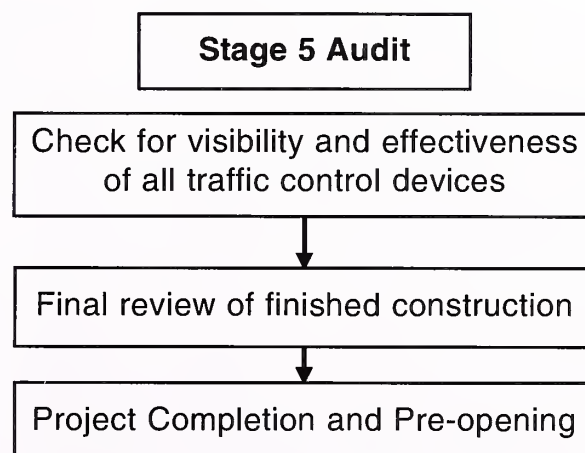 Stage 5 Audit
Check for visibility and effectiveness
of all traffic control devices
Final review of finished construction
Project Completion and Pre-opening